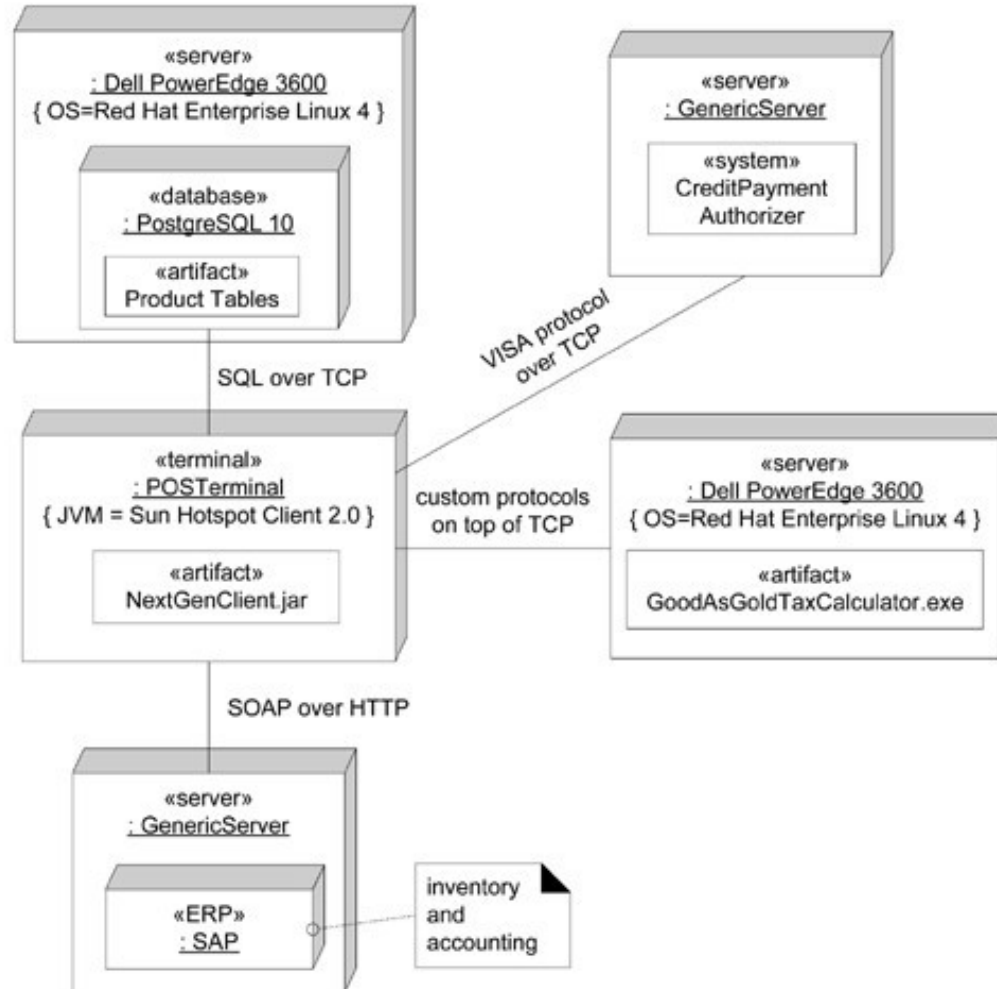 «server»
: Dell PowerEdge 3600
{ OS=Red Hat Enterprise Linux 4 }
«database»
: PostgreSQL 10
«artifact»
Product Tables
«server»
: GenericServer
«system»
CreditPayment
Authorizer
SQL over TCP
VISA protocol
over TCP
«terminal»
: POSTerminal
{ JVM = Sun Hotspot Client 2.0 }
«artifact»
NextGenClient.jar
custom protocols
on top of TCP
«server»
: Dell PowerEdge 3600
{ OS=Red Hat Enterprise Linux 4 }
«artifact»
GoodAsGoldTaxCalculator.exe
SOAP over HTTP
«server»
: GenericServer
«ERP»
: SAP
inventory
and
accounting